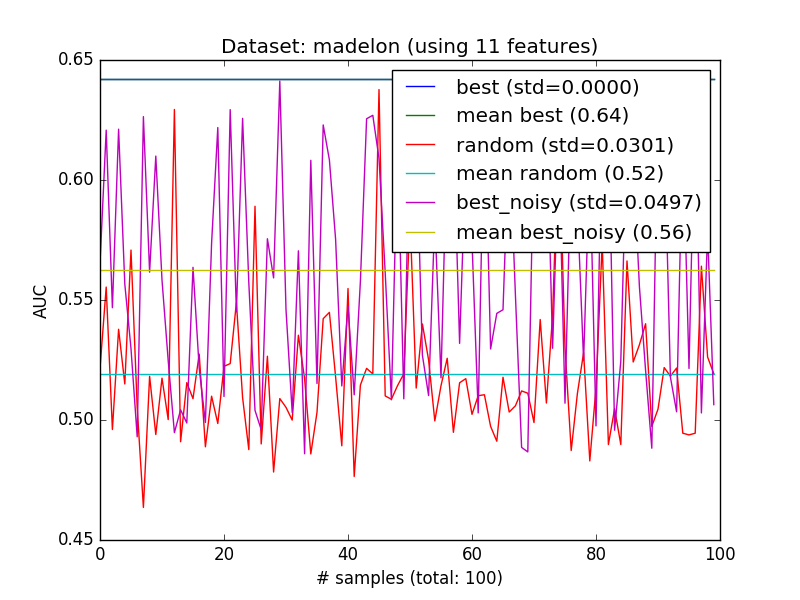 Dataset: madelon (using 11 features)
0.65
0.60
0.55
0.50
0.45
AUC
best (std=0.0000)
mean best (0.64)
random (std=0.0301)
mean random (0.52)
best_noisy (std=0.0497)
mean best_noisy (0.56)
0 20 40 60 80 100
# samples (total: 100)